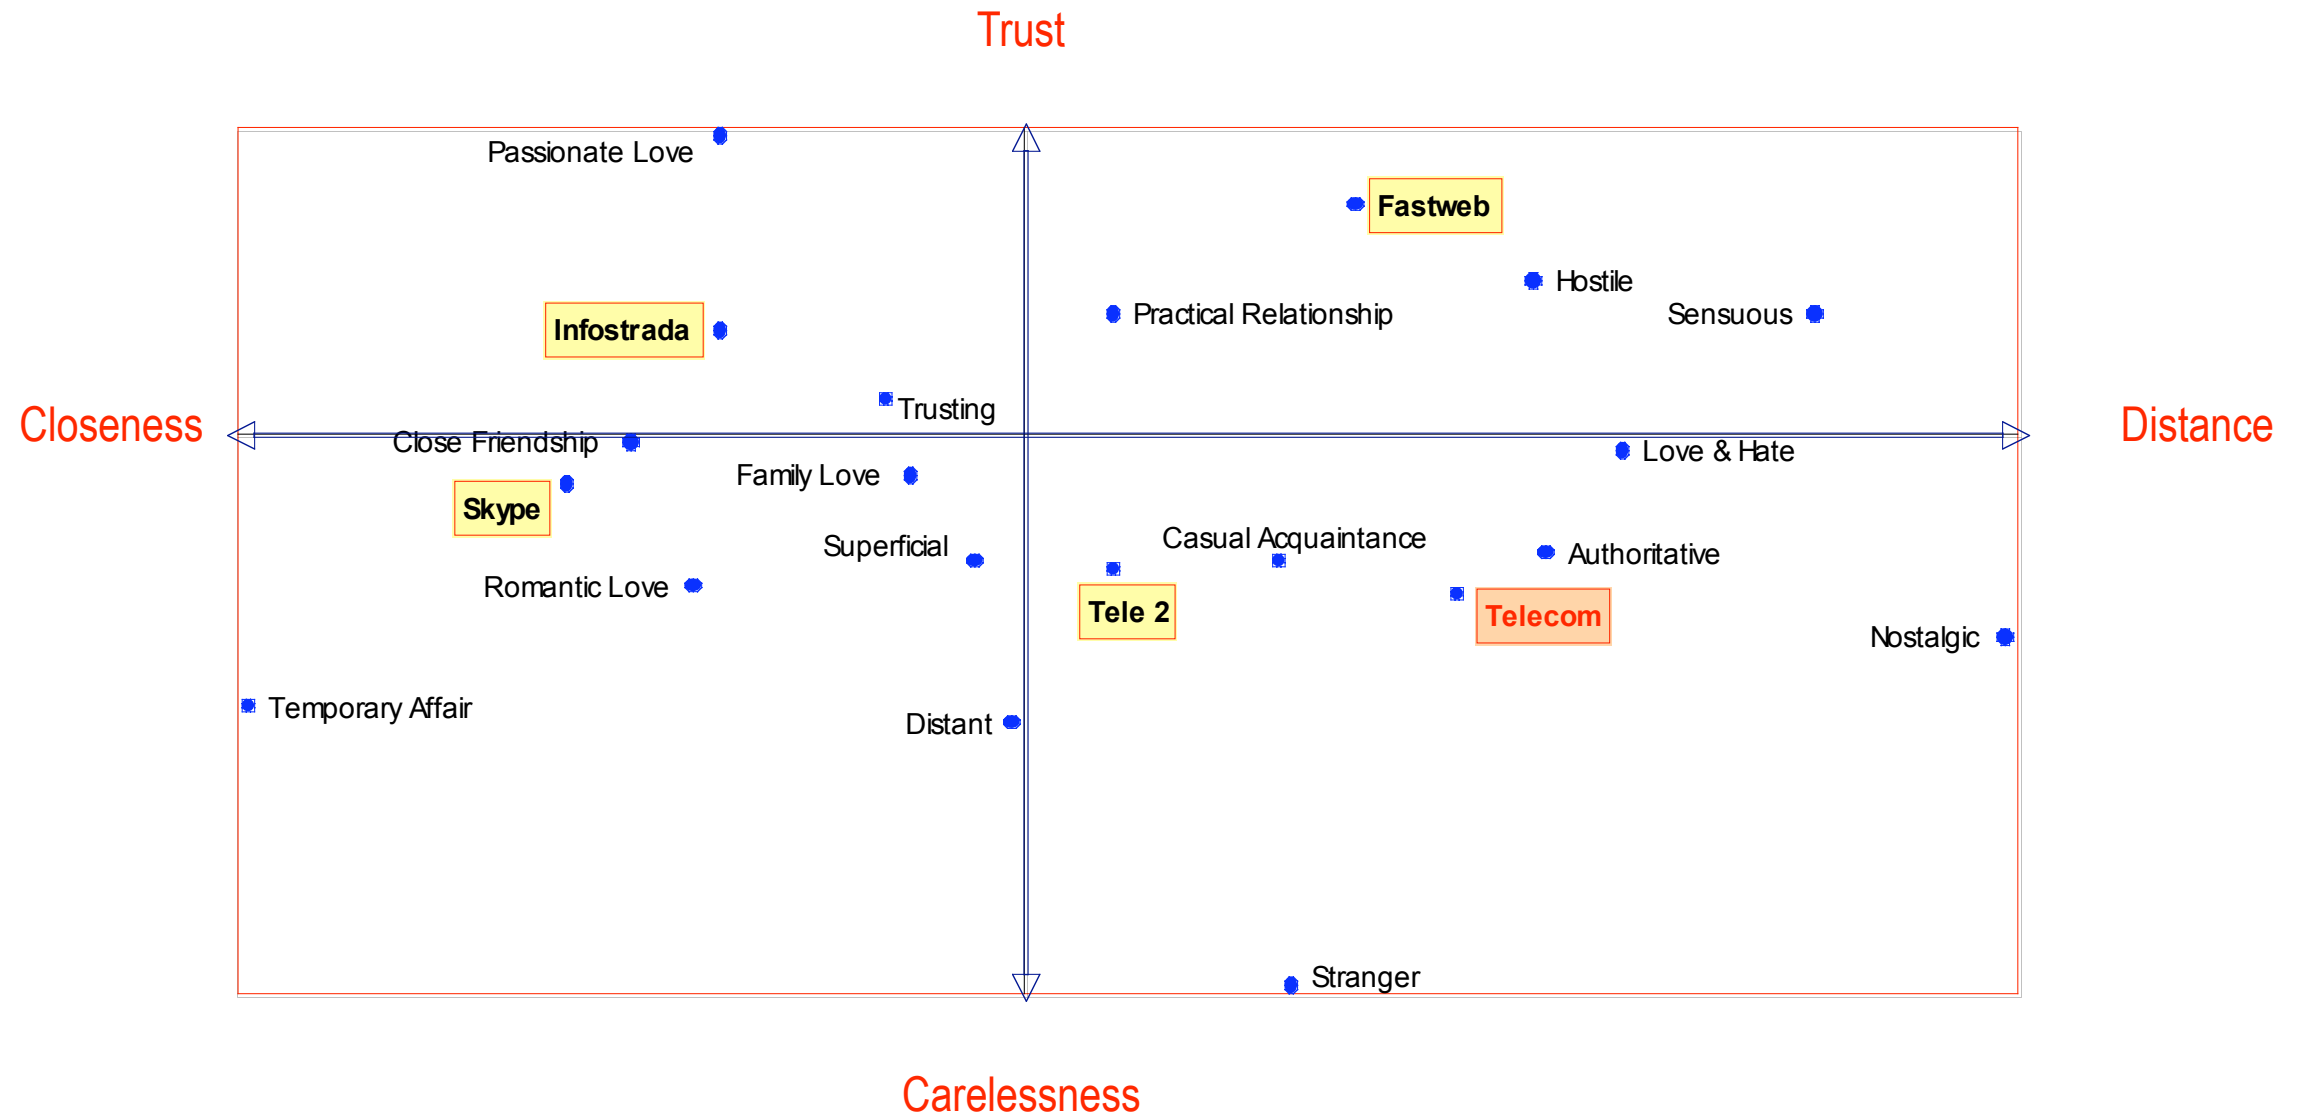 Trust
Passionate Love
Fastweb
Hostile
Practical Relationship
Sensuous
Infostrada
Trusting
Closeness
Distance
Close Friendship
Love & Hate
Family Love
Skype
Casual Acquaintance
Superficial
Authoritative
Romantic Love
Tele 2
Telecom
Nostalgic
Temporary Affair
Distant
Stranger
Carelessness